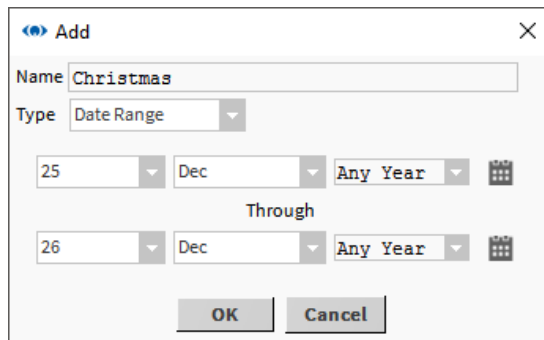 Add
Name Christmas
Type Date Range
25 Dec Any Year
Through
26 Dec Any Year
OK Cancel